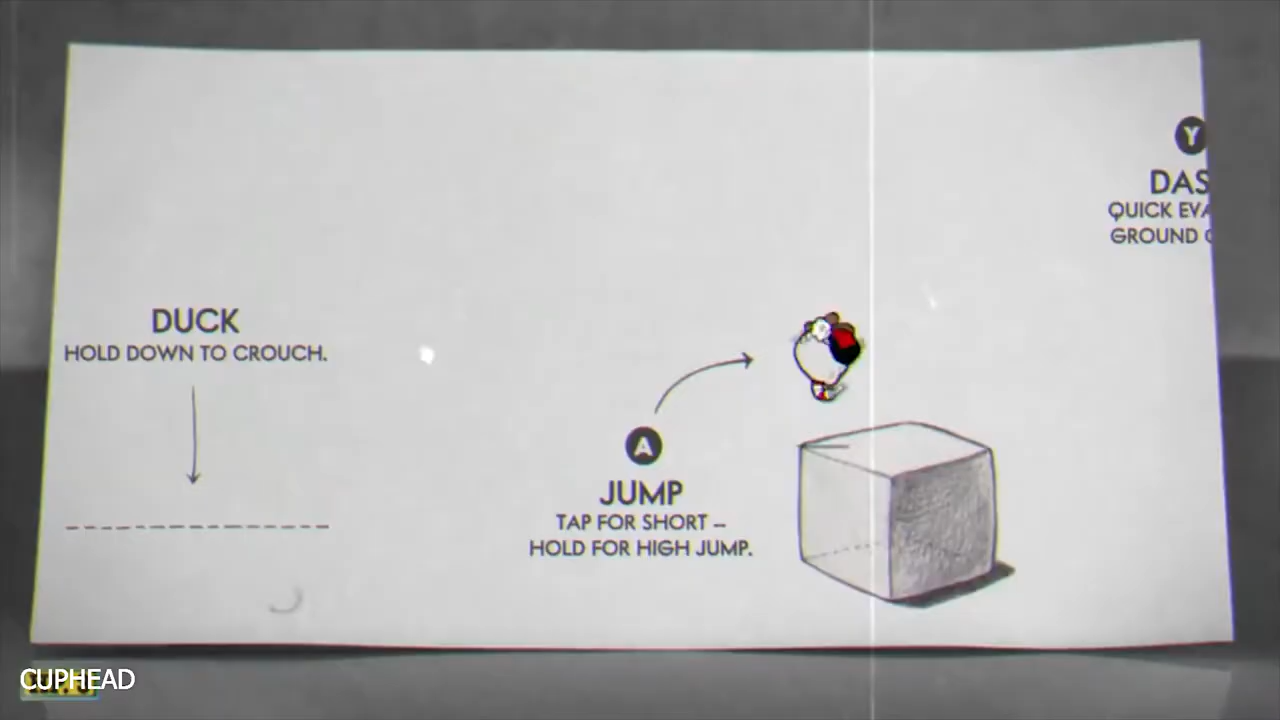 Y
DAS
QUICK EVA
GROUND
DUCK
HOLD DOWN TO CROUCH.
A
JUMP
TAP FOR SHORT –
HOLD FOR HIGH JUMP.
CUPHEAD